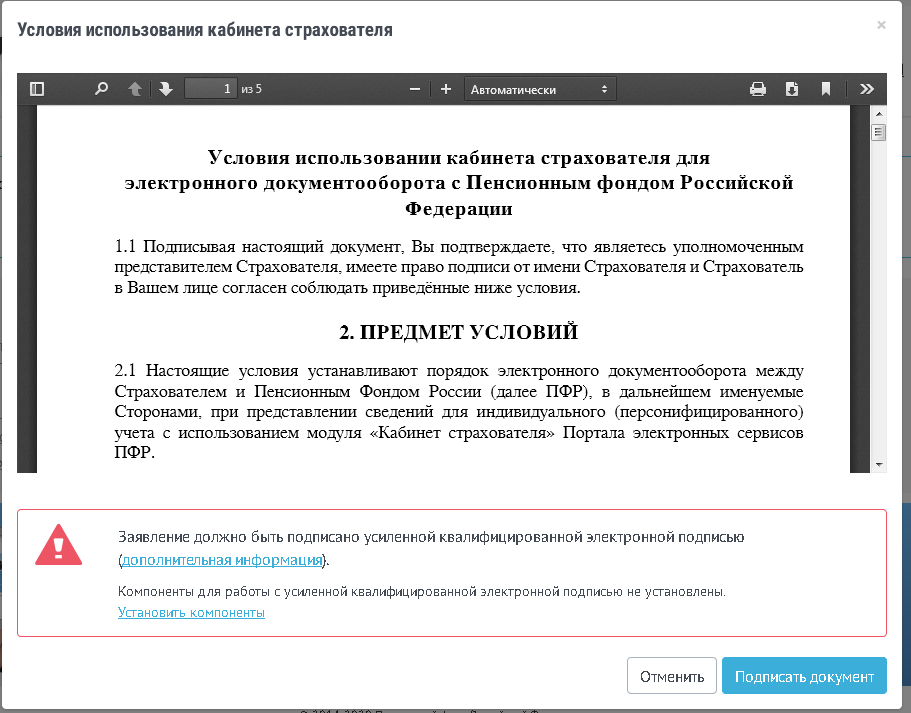 Условия использования кабинета страхователя
×
1 из 5
Автоматически
Условия использовании кабинета страхователя для
электронного документооборота с Пенсионным фондом Российской
Федерации
1.1 Подписывая настоящий документ, Вы подтверждаете, что являетесь уполномоченным
представителем Страхователя, имеете право подписи от имени Страхователя и Страхователь
в Вашем лице согласен соблюдать приведённые ниже условия.
2. ПРЕДМЕТ УСЛОВИЙ
2.1 Настоящие условия устанавливают порядок электронного документооборота между
Страхователем и Пенсионным Фондом России (далее ПФР), в дальнейшем именуемые
Сторонами, при представлении сведений для индивидуального (персонифицированного)
учета с использованием модуля «Кабинет страхователя» Портала электронных сервисов
ПФР.
Заявление должно быть подписано усиленной квалифицированной электронной подписью
(дополнительная информация).
Компоненты для работы с усиленной квалифицированной электронной подписью не установлены.
Установить компоненты
Отменить
Подписать документ